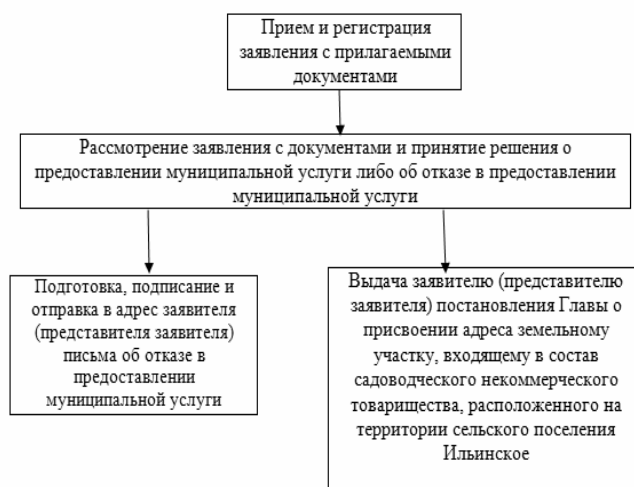 Прием и регистрация
заявления с прилагаемыми
документами
Рассмотрение заявления с документами и принятие решения о
предоставлении муниципальной услуги либо об отказе в предоставлении
муниципальной услуги
Подготовка, подписание и
отправка в адрес заявителя
(представителя заявителя)
письма об отказе в
предоставлении
муниципальной услуги
Выдача заявителю (представителю
заявителя) постановления Главы о
присвоении адреса земельному
участку, входящему в состав
садоводческого некоммерческого
товарищества, расположенного на
территории сельского поселения
Ильинское